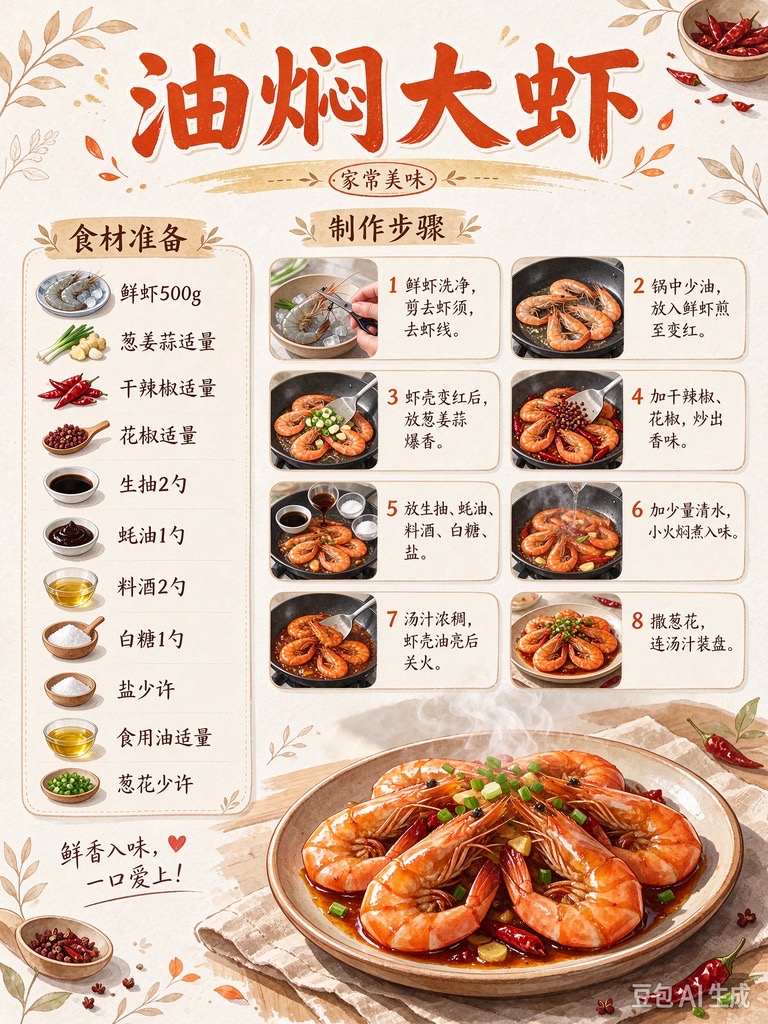 油焖大虾
家常美味
食材准备
鲜虾500g
葱姜蒜适量
干辣椒适量
花椒适量
生抽2勺
蚝油1勺
料酒2勺
白糖1勺
盐少许
食用油适量
葱花少许
鲜香入味，
一口爱上！
制作步骤
1 鲜虾洗净，
剪去虾须，
去虾线。
2 锅中少油，
放入鲜虾煎
至变红。
3 虾壳变红后，
放葱姜蒜
爆香。
4 加干辣椒、
花椒，炒出
香味。
5 放生抽、蚝油、
料酒、白糖、
盐。
6 加少量清水，
小火焖煮入味。
7 汤汁浓稠，
虾壳油亮后
关火。
8 撒葱花，
连汤汁装盘。
豆包AI生成